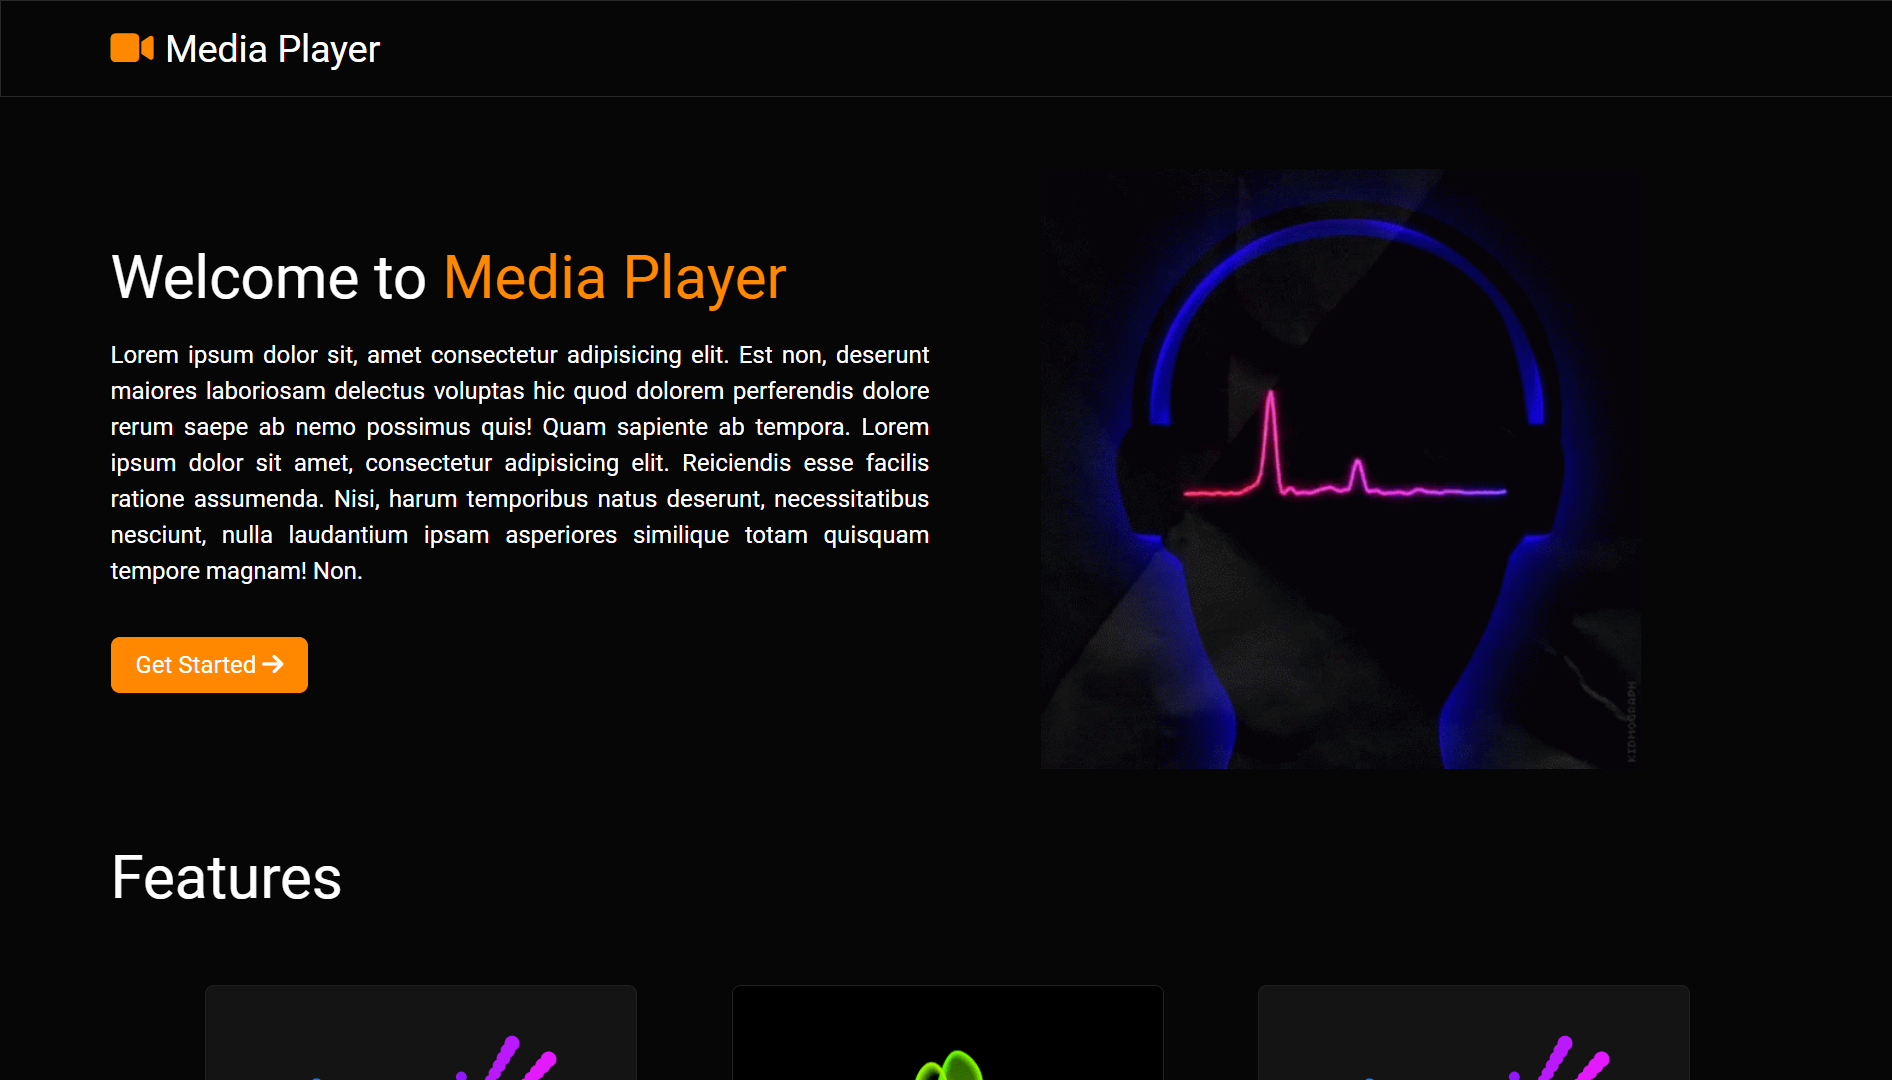 Media Player
Welcome to Media Player
Lorem ipsum dolor sit, amet consectetur adipisicing elit. Est non, deserunt
maiores laboriosam delectus voluptas hic quod dolorem perferendis dolore
rerum saepe ab nemo possimus quis! Quam sapiente ab tempora. Lorem
ipsum dolor sit amet, consectetur adipisicing elit. Reiciendis esse facilis
ratione assumenda. Nisi, harum temporibus natus deserunt, necessitatibus
nesciunt, nulla laudantium ipsam asperiores similique totam quisquam
tempore magnam! Non.
Get Started
KIDMOGRAPH
Features